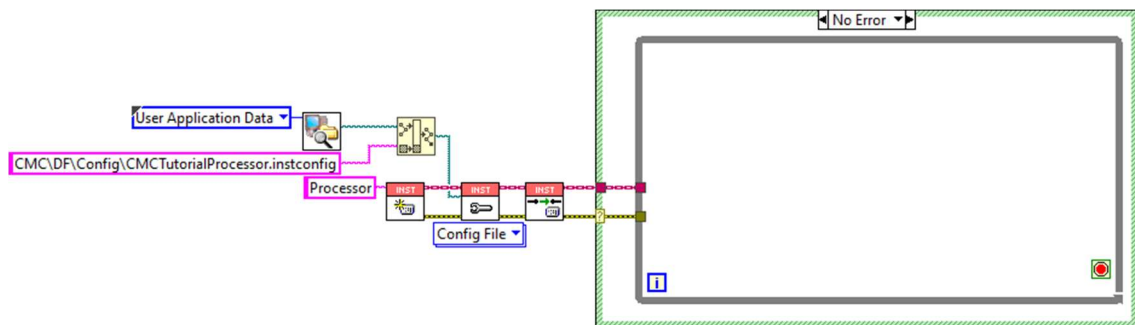 No Error
User Application Data
CMC\DF\Config\CMCTutorialProcessor.instconfig
Processor
INST
INST
INST
Config File
?
i